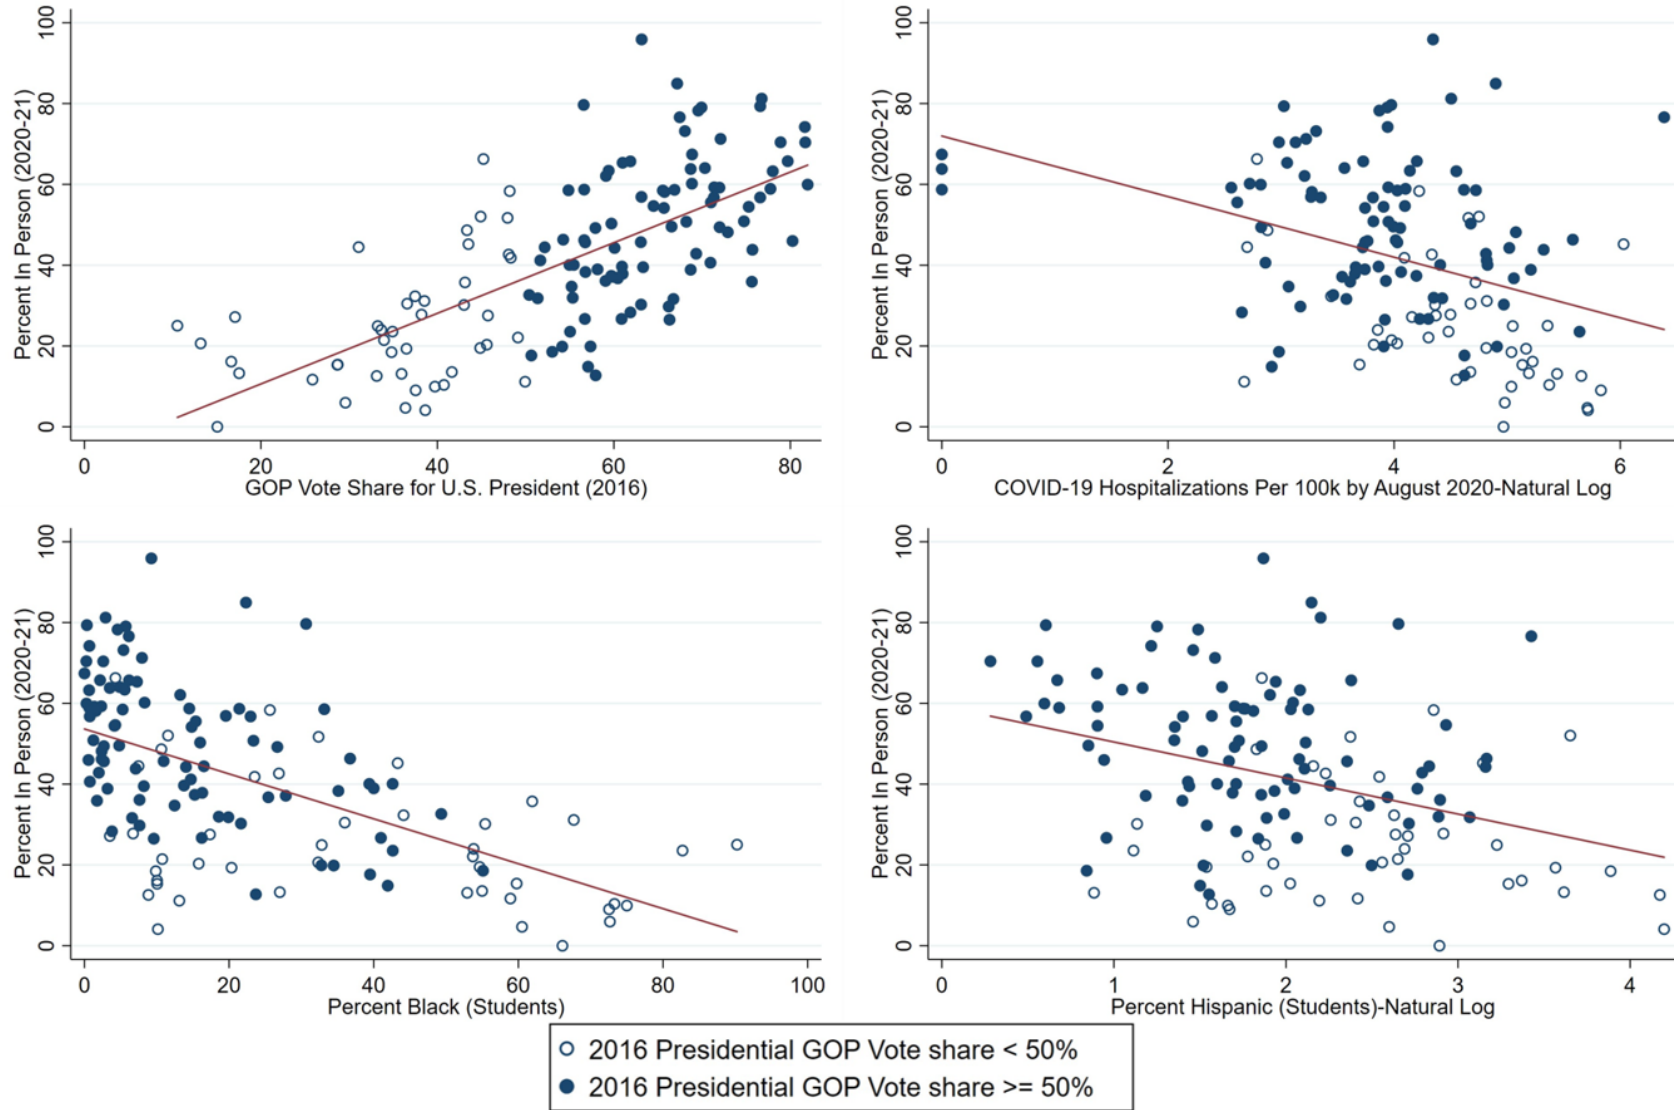 Percent In Person (2020-21)
100
80
60
40
20
0
0 20 40 60 80
GOP Vote Share for U.S. President (2016)
Percent In Person (2020-21)
100
80
60
40
20
0
0 2 4 6
COVID-19 Hospitalizations Per 100k by August 2020-Natural Log
Percent In Person (2020-21)
100
80
60
40
20
0
0 20 40 60 80 100
Percent Black (Students)
Percent In Person (2020-21)
100
80
60
40
20
0
0 1 2 3 4
Percent Hispanic (Students)-Natural Log
2016 Presidential GOP Vote share < 50%
2016 Presidential GOP Vote share >= 50%